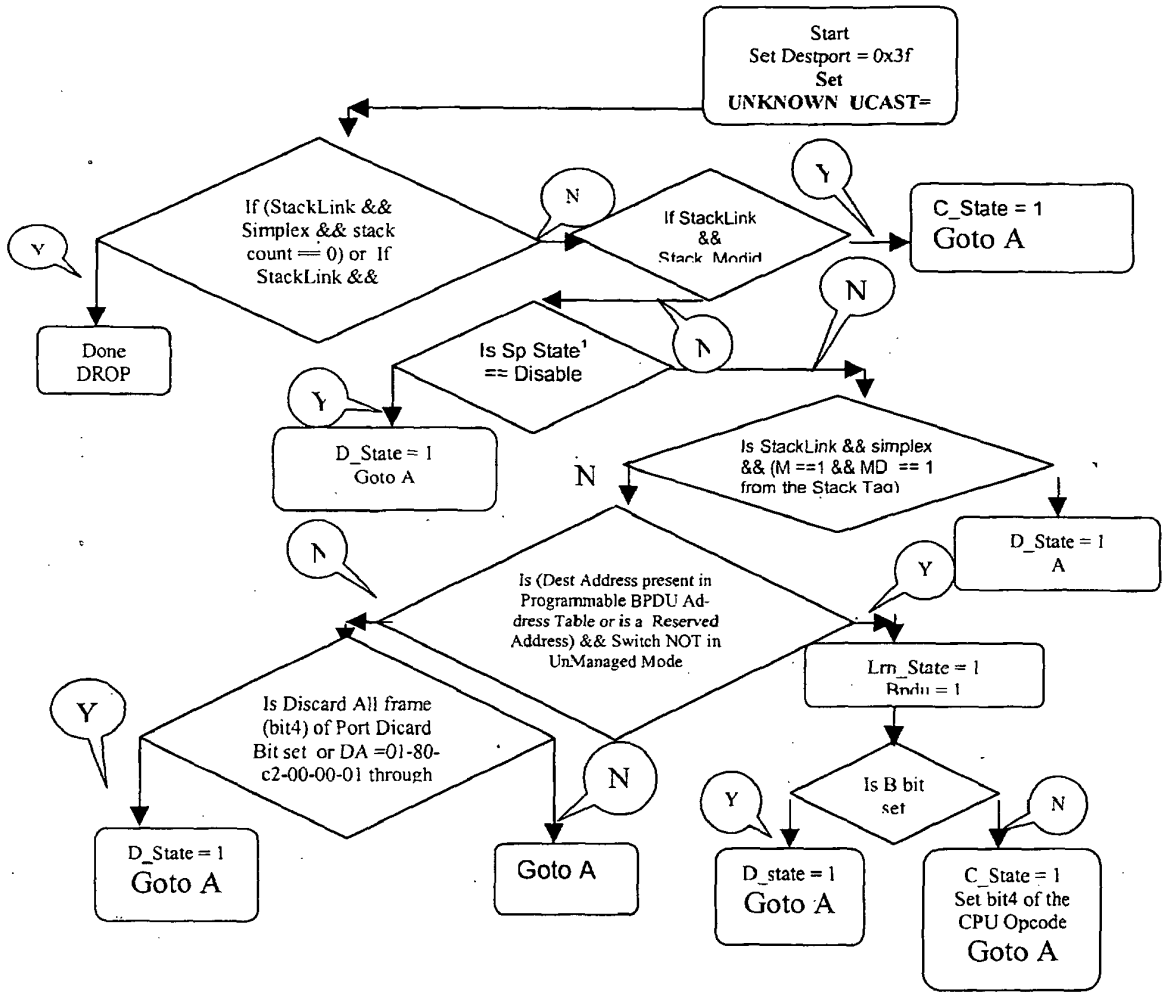 Start
Set Destport = 0x3f
Set
UNKNOWN UCAST=
If (StackLink &&
Simplex && stack
count == 0) or If
StackLink &&
Y
Done
DROP
N
If StackLink
&&
Stack Modid
Y
C_State = 1
Goto A
N
Is Sp State¹
== Disable
N
Y
D_State = 1
Goto A
Is StackLink && simplex
&& (M ==1 && MD == 1
from the Stack Tag)
N
D_State = 1
A
Is (Dest Address present in
Programmable BPDU Ad-
dress Table or is a Reserved
Address) && Switch NOT in
UnManaged Mode
N
Y
Lrn_State = 1
Bpdu = 1
Is Discard All frame
(bit4) of Port Dicard
Bit set or DA =01-80-
c2-00-00-01 through
Y
N
D_State = 1
Goto A
Goto A
Is B bit
set
Y
N
D_state = 1
Goto A
C_State = 1
Set bit4 of the
CPU Opcode
Goto A